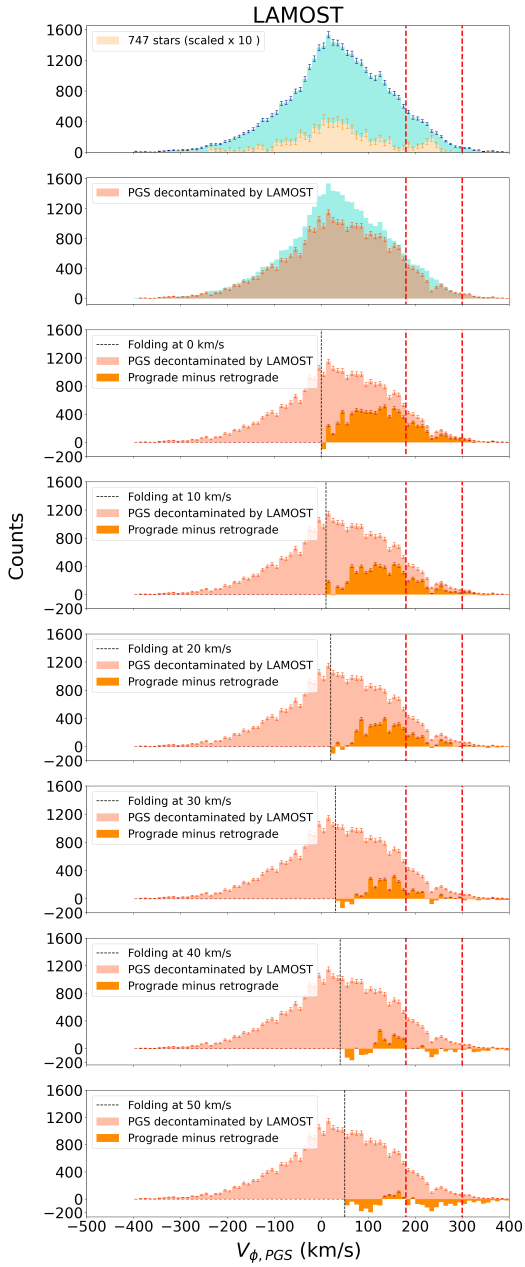 LAMOST
1600
1200
800
400
0
747 stars (scaled x 10 )
1600
1200
800
400
0
PGS decontaminated by LAMOST
1600
1200
800
400
0
−200
Folding at 0 km/s
PGS decontaminated by LAMOST
Prograde minus retrograde
1600
1200
800
400
0
−200
Folding at 10 km/s
PGS decontaminated by LAMOST
Prograde minus retrograde
Counts
1600
1200
800
400
0
−200
Folding at 20 km/s
PGS decontaminated by LAMOST
Prograde minus retrograde
1600
1200
800
400
0
−200
Folding at 30 km/s
PGS decontaminated by LAMOST
Prograde minus retrograde
1600
1200
800
400
0
−200
Folding at 40 km/s
PGS decontaminated by LAMOST
Prograde minus retrograde
1600
1200
800
400
0
−200
Folding at 50 km/s
PGS decontaminated by LAMOST
Prograde minus retrograde
−500 −400 −300 −200 −100 0 100 200 300 400
V_{ϕ, PGS} (km/s)